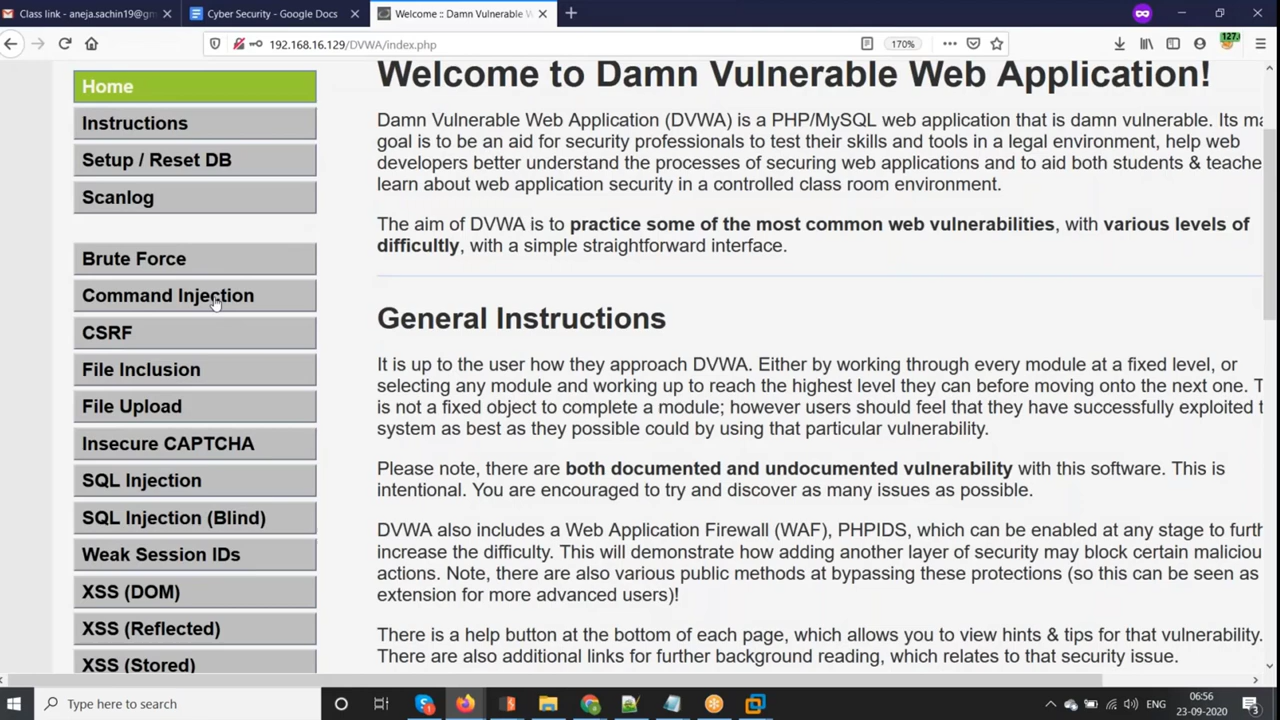 Class link - aneja.sachin19@gm
Cyber Security - Google Docs
Welcome :: Damn Vulnerable W
192.168.16.129/DVWA/index.php
170%
127.
Home
Instructions
Setup / Reset DB
Scanlog
Brute Force
Command Injection
CSRF
File Inclusion
File Upload
Insecure CAPTCHA
SQL Injection
SQL Injection (Blind)
Weak Session IDs
XSS (DOM)
XSS (Reflected)
XSS (Stored)
Welcome to Damn Vulnerable Web Application!
Damn Vulnerable Web Application (DVWA) is a PHP/MySQL web application that is damn vulnerable. Its ma
goal is to be an aid for security professionals to test their skills and tools in a legal environment, help web
developers better understand the processes of securing web applications and to aid both students & teache
learn about web application security in a controlled class room environment.
The aim of DVWA is to practice some of the most common web vulnerabilities, with various levels of
difficultly, with a simple straightforward interface.
General Instructions
It is up to the user how they approach DVWA. Either by working through every module at a fixed level, or
selecting any module and working up to reach the highest level they can before moving onto the next one. T
is not a fixed object to complete a module; however users should feel that they have successfully exploited t
system as best as they possible could by using that particular vulnerability.
Please note, there are both documented and undocumented vulnerability with this software. This is
intentional. You are encouraged to try and discover as many issues as possible.
DVWA also includes a Web Application Firewall (WAF), PHPIDS, which can be enabled at any stage to furth
increase the difficulty. This will demonstrate how adding another layer of security may block certain maliciou
actions. Note, there are also various public methods at bypassing these protections (so this can be seen as
extension for more advanced users)!
There is a help button at the bottom of each page, which allows you to view hints & tips for that vulnerability.
There are also additional links for further background reading, which relates to that security issue.
Type here to search
ENG
06:56
23-09-2020
3